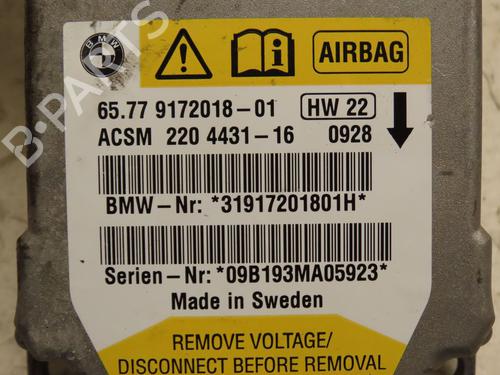 BMW
AIRBAG
65.77 9172018-01 HW 22
ACSM 220 4431-16 0928
BMW-Nr: *31917201801H*
Serien-Nr: *09B193MA05923*
Made in Sweden
REMOVE VOLTAGE/
DISCONNECT BEFORE REMOVAL